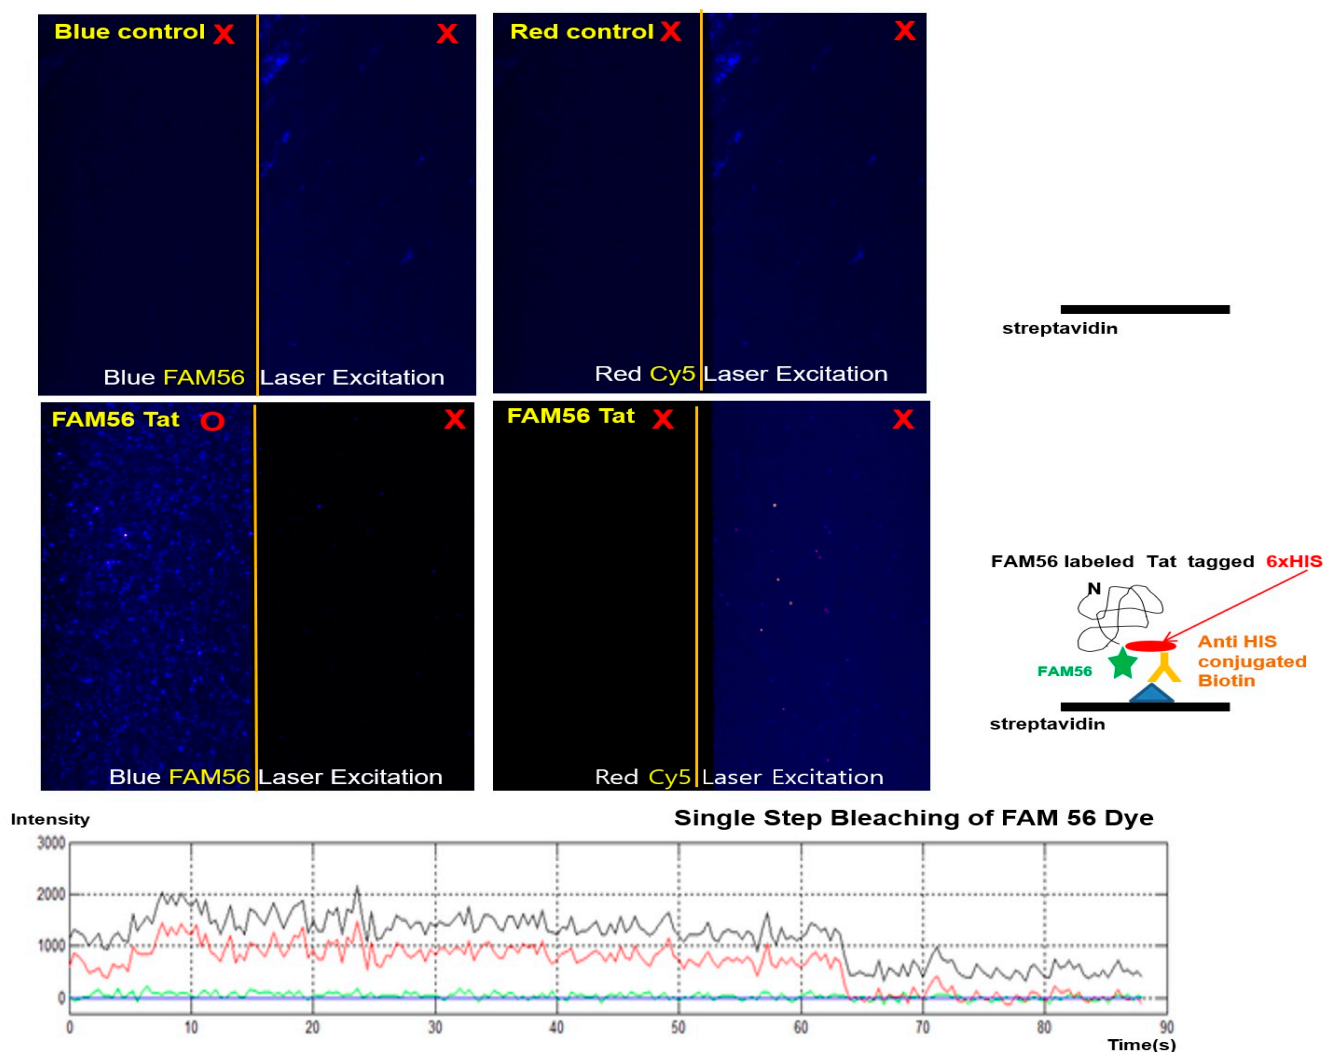 Blue control X X
Red control X X
Blue FAM56 Laser Excitation
Red Cy5 Laser Excitation
streptavidin
FAM56 Tat O X
FAM56 Tat X X
Blue FAM56 Laser Excitation
Red Cy5 Laser Excitation
FAM56 labeled Tat tagged 6xHIS
N
Anti HIS
conjugated
Biotin
FAM56
streptavidin
Single Step Bleaching of FAM 56 Dye
Intensity
3000
2000
1000
0
0 10 20 30 40 50 60 70 80 90
Time(s)